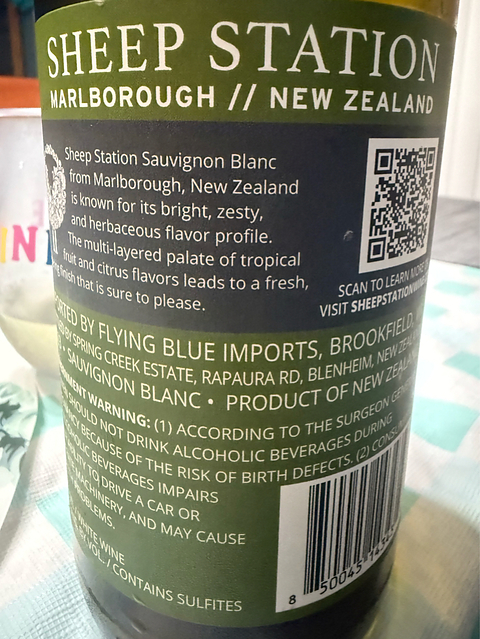 SHEEP STATION
MARLBOROUGH // NEW ZEALAND
Sheep Station Sauvignon Blanc
from Marlborough, New Zealand
is known for its bright, zesty,
and herbaceous flavor profile.
The multi-layered palate of tropical
fruit and citrus flavors leads to a fresh,
finish that is sure to please.
SCAN TO LEARN MORE
VISIT SHEEPSTATION
BY FLYING BLUE IMPORTS, BROOKFIELD,
BY SPRING CREEK ESTATE, RAPAURA RD, BLENHEIM, NEW
• SAUVIGNON BLANC • PRODUCT OF NEW ZEALAND
WARNING: (1) ACCORDING TO THE SURGEON
SHOULD NOT DRINK ALCOHOLIC BEVERAGES DURING
BECAUSE OF THE RISK OF BIRTH DEFECTS. (2)
BEVERAGES IMPAIRS
TO DRIVE A CAR OR
MACHINERY, AND MAY CAUSE
PROBLEMS.
WHITE WINE
VOL. / CONTAINS SULFITES
8